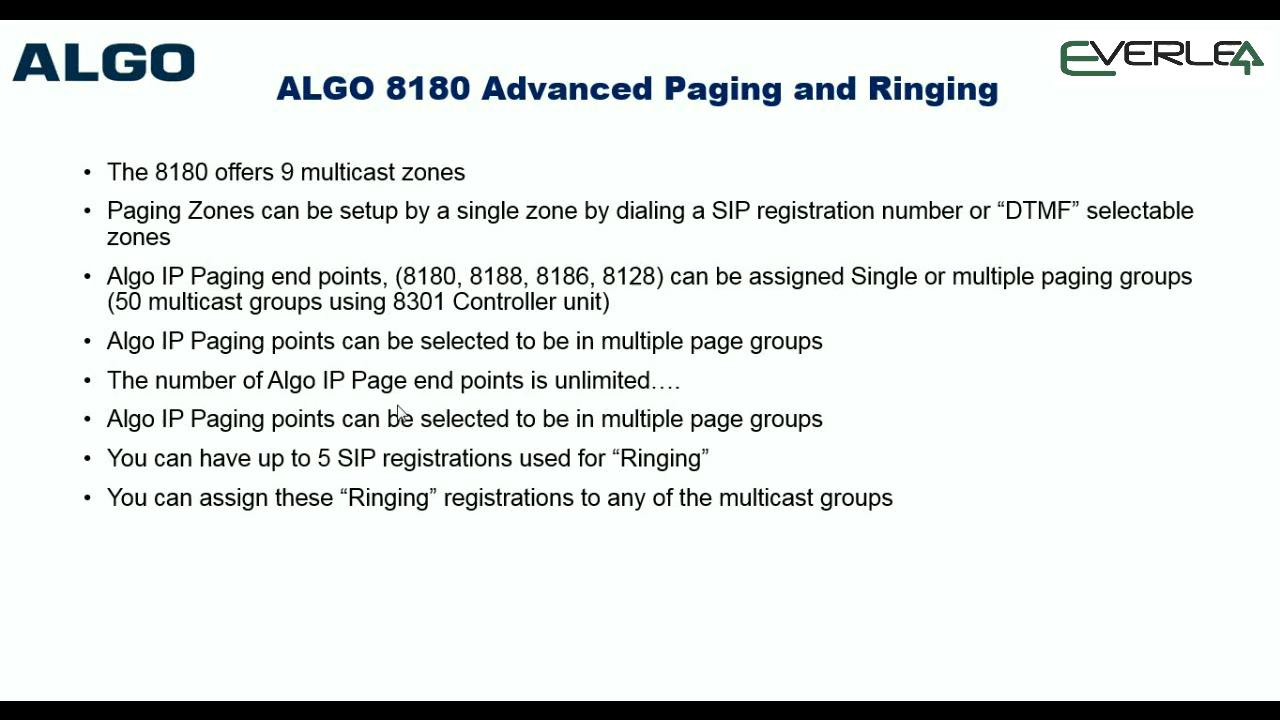 ALGO
EVERLEA
ALGO 8180 Advanced Paging and Ringing
• The 8180 offers 9 multicast zones
• Paging Zones can be setup by a single zone by dialing a SIP registration number or “DTMF” selectable
zones
• Algo IP Paging end points, (8180, 8188, 8186, 8128) can be assigned Single or multiple paging groups
(50 multicast groups using 8301 Controller unit)
• Algo IP Paging points can be selected to be in multiple page groups
• The number of Algo IP Page end points is unlimited….
• Algo IP Paging points can be selected to be in multiple page groups
• You can have up to 5 SIP registrations used for “Ringing”
• You can assign these “Ringing” registrations to any of the multicast groups